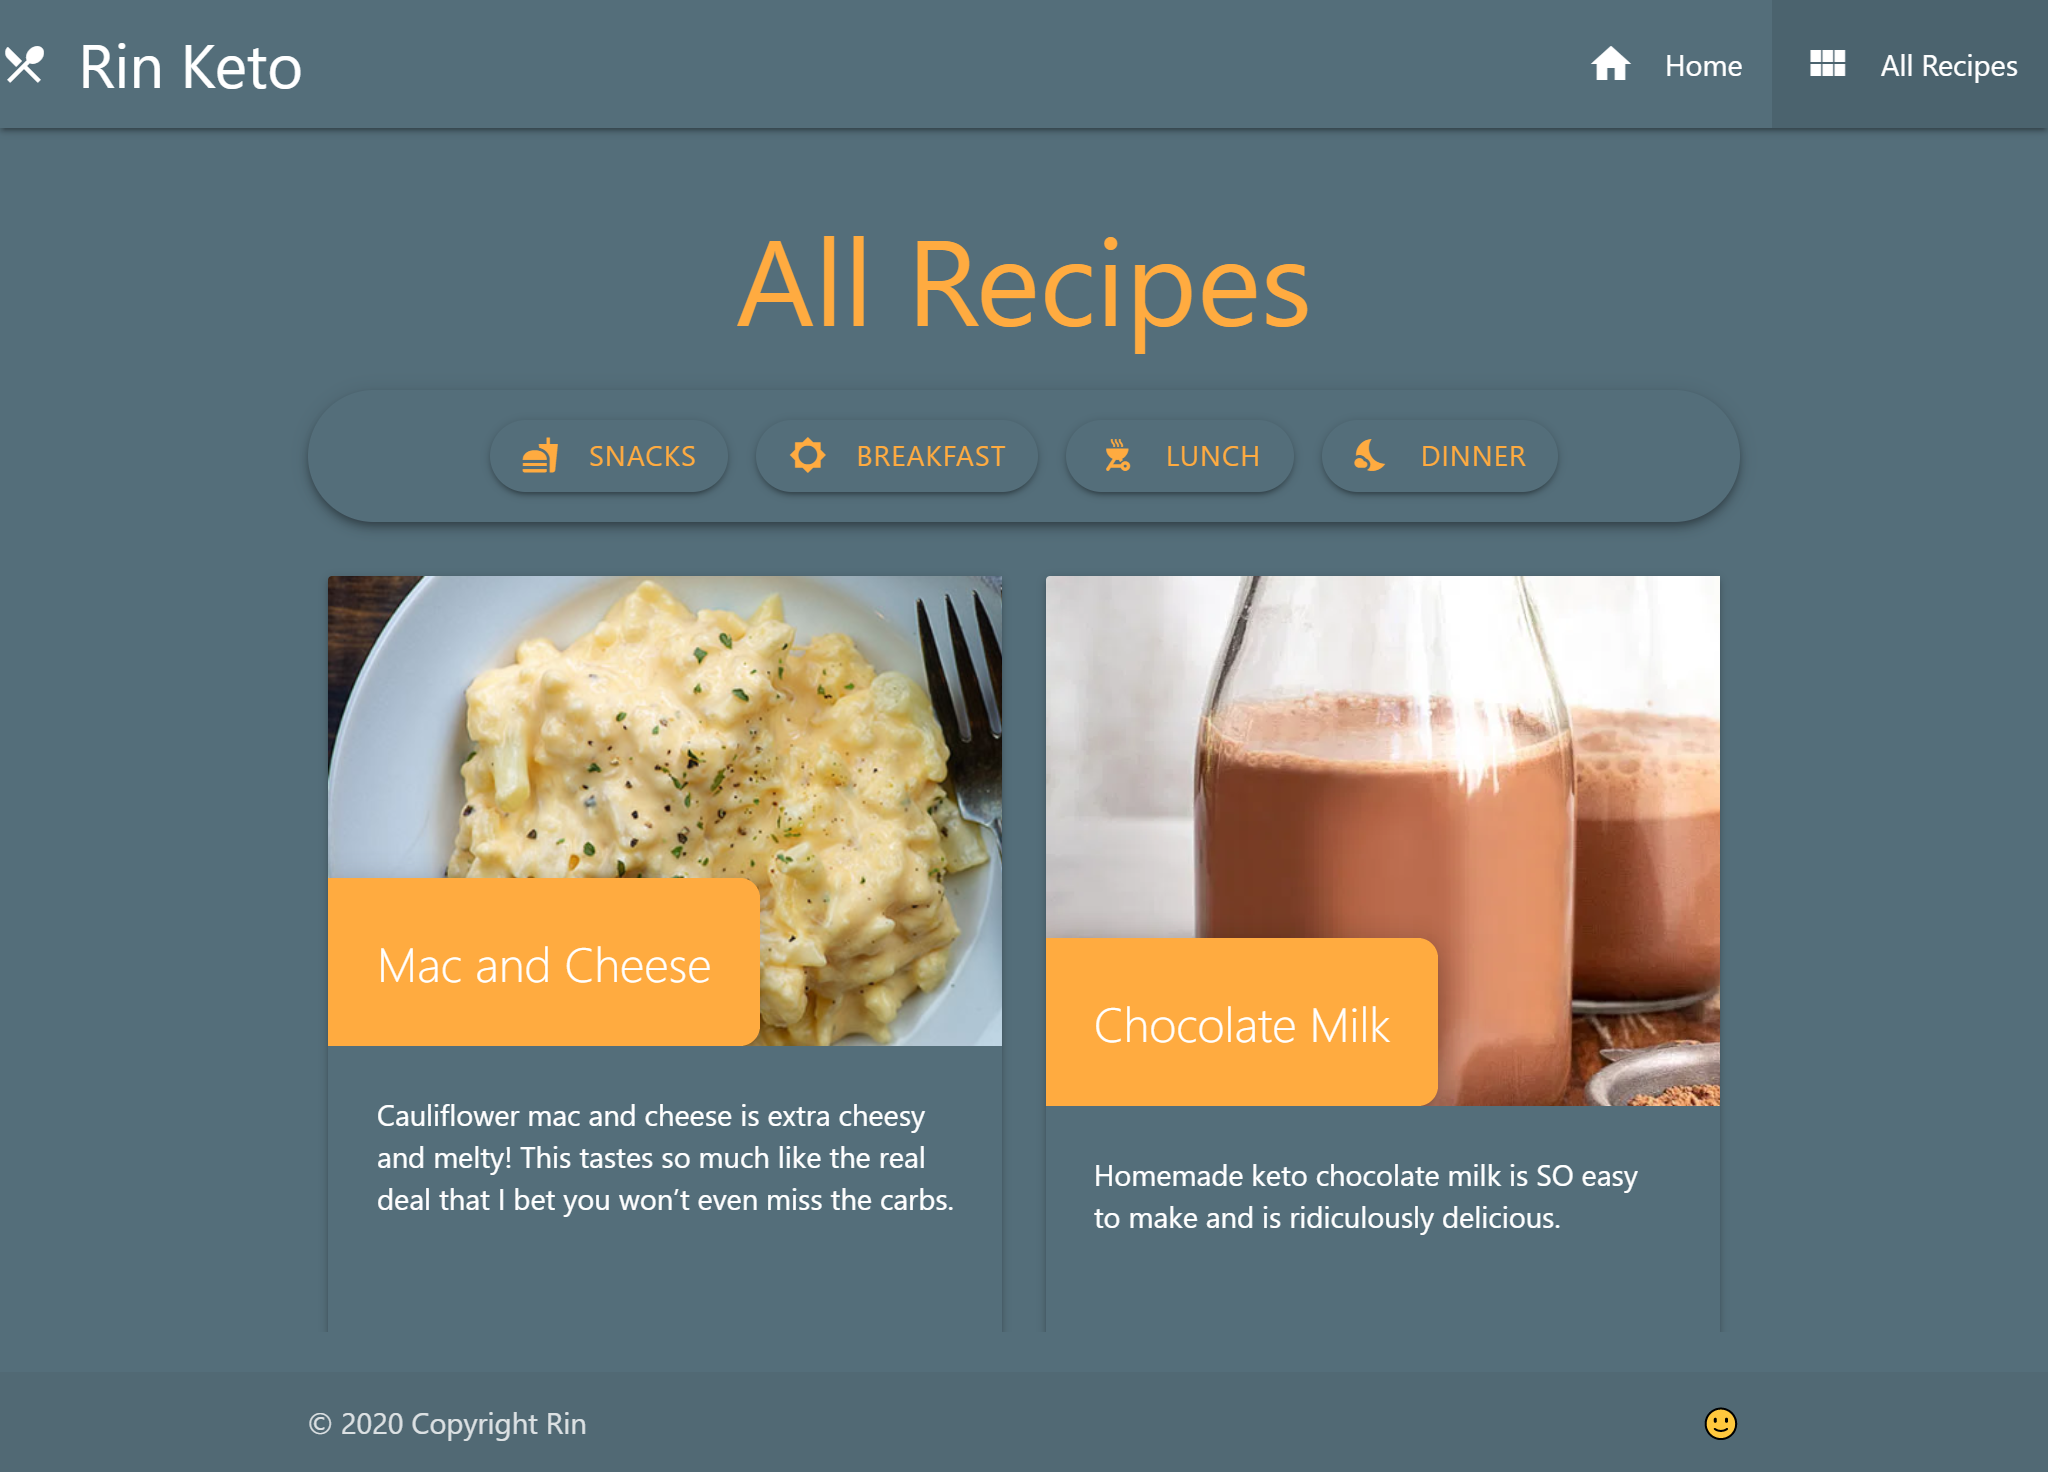 Rin Keto
Home
All Recipes
All Recipes
SNACKS
BREAKFAST
LUNCH
DINNER
Mac and Cheese
Cauliflower mac and cheese is extra cheesy
and melty! This tastes so much like the real
deal that I bet you won’t even miss the carbs.
Chocolate Milk
Homemade keto chocolate milk is SO easy
to make and is ridiculously delicious.
© 2020 Copyright Rin